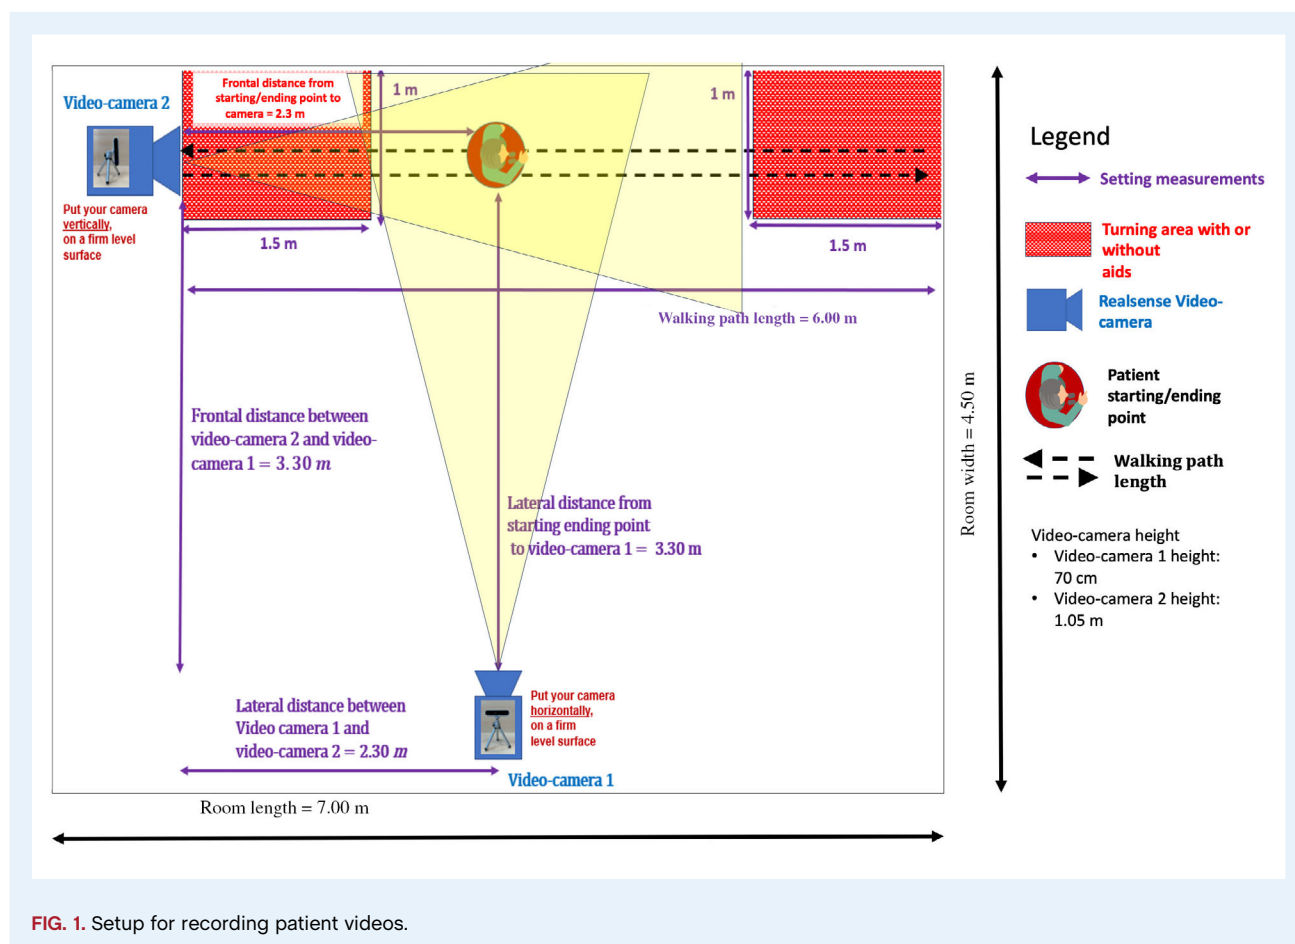 Frontal distance from
starting/ending point to
camera = 2.3 m
Video-camera 2
1 m
1 m
Put your camera
vertically,
on a firm level
surface
1.5 m
1.5 m
Walking path length = 6.00 m
Frontal distance between
video-camera 2 and video-
camera 1 = 3.30 m
Lateral distance from
starting ending point
to video-camera 1 = 3.30 m
Lateral distance between
Video camera 1 and
video-camera 2 = 2.30 m
Put your camera
horizontally,
on a firm
level surface
Video-camera 1
Room length = 7.00 m
Room width = 4.50 m
Legend
Setting measurements
Turning area with or
without
aids
Realsense Video-
camera
Patient
starting/ending
point
Walking path
length
Video-camera height
• Video-camera 1 height:
70 cm
• Video-camera 2 height:
1.05 m
FIG. 1. Setup for recording patient videos.